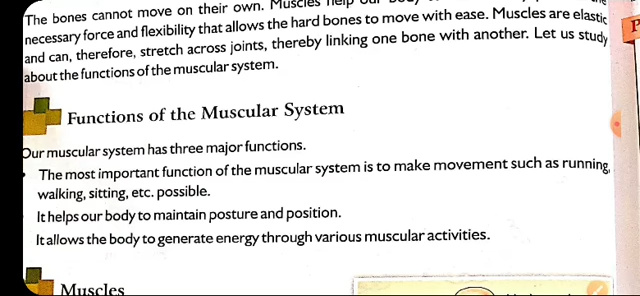 The bones cannot move on their own. Muscles help our
necessary force and flexibility that allows the hard bones to move with ease. Muscles are elastic
and can, therefore, stretch across joints, thereby linking one bone with another. Let us study
about the functions of the muscular system.
Functions of the Muscular System
Our muscular system has three major functions.
• The most important function of the muscular system is to make movement such as running,
walking, sitting, etc. possible.
It helps our body to maintain posture and position.
It allows the body to generate energy through various muscular activities.
Muscles